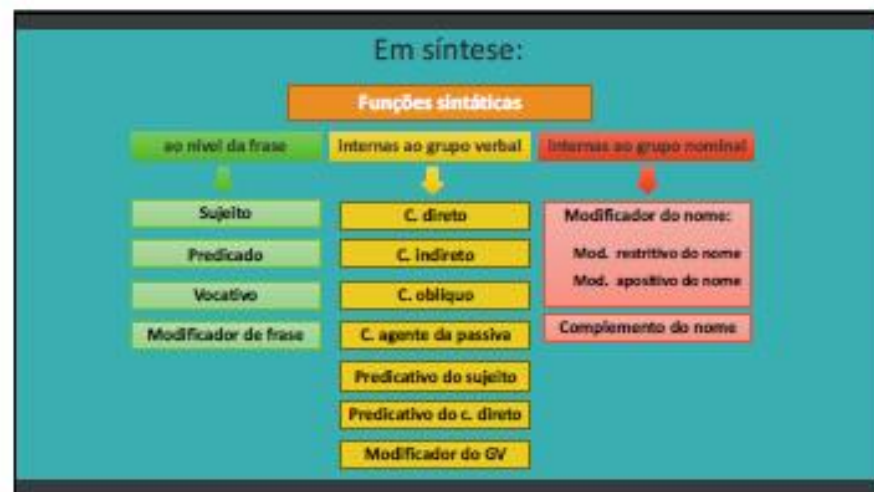 Em síntese:
Funções sintáticas
ao nível da frase
Sujeito
Predicado
Vocativo
Modificador de frase
Internas ao grupo verbal
C. direto
C. indireto
C. oblíquo
C. agente da passiva
Predicativo do sujeito
Predicativo do c. direto
Modificador do GV
Internas ao grupo nominal
Modificador do nome:
Mod. restritivo do nome
Mod. apositivo do nome
Complemento do nome